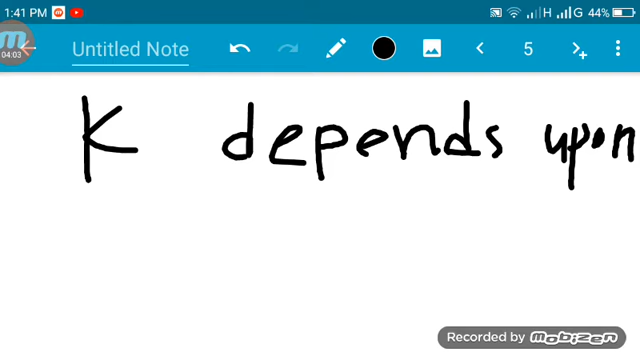 1:41 PM H G 44%
04:03 Untitled Note 5
K depends upon
Recorded by
mobizen